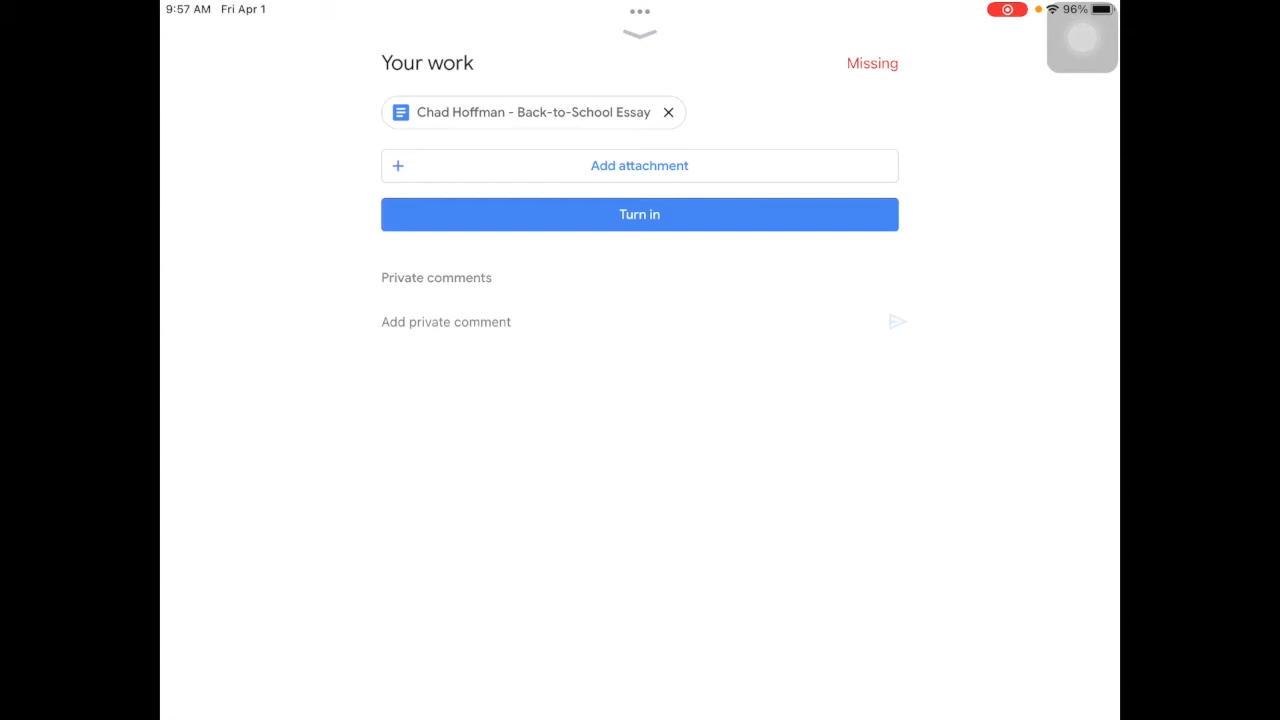 9:57 AM Fri Apr 1
96%
Your work
Missing
Chad Hoffman - Back-to-School Essay
Add attachment
Turn in
Private comments
Add private comment